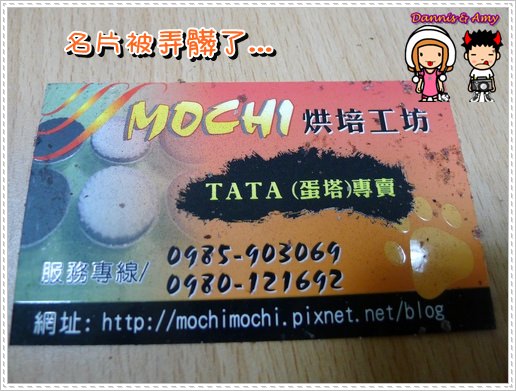 Dannis & Amy
名片被弄髒了...
MOCHI 烘培工坊
TATA (蛋塔)專賣
服務專線/ 0985-903069
0980-121692
網址: http://mochimochi.pixnet.net/blog